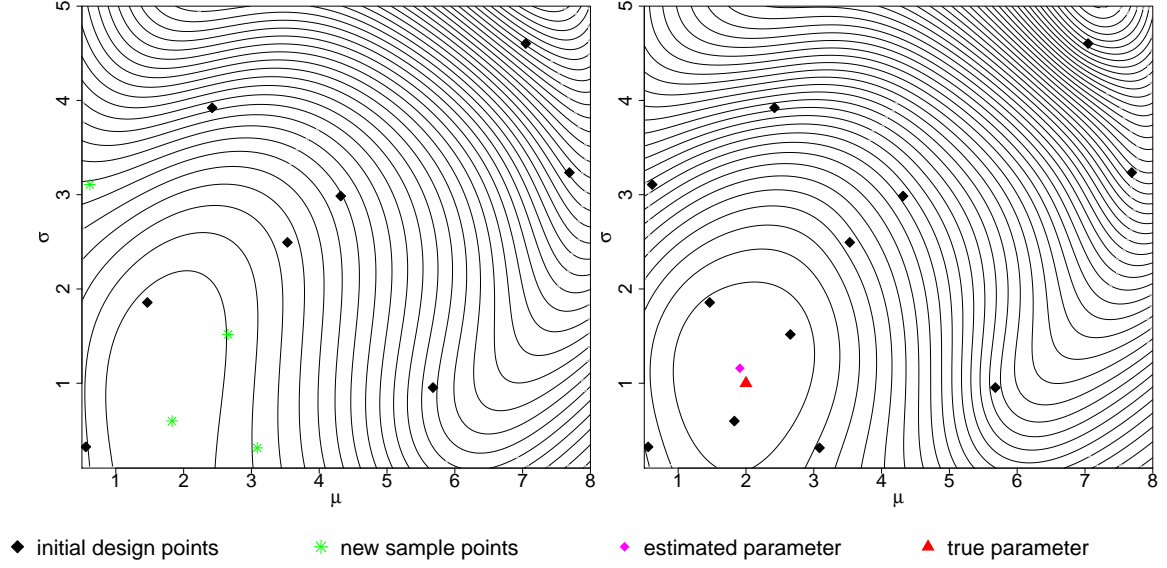 5
4
3
2
1
σ
1 2 3 4 5 6 7 8
μ
5
4
3
2
1
σ
1 2 3 4 5 6 7 8
μ
initial design points
new sample points
estimated parameter
true parameter